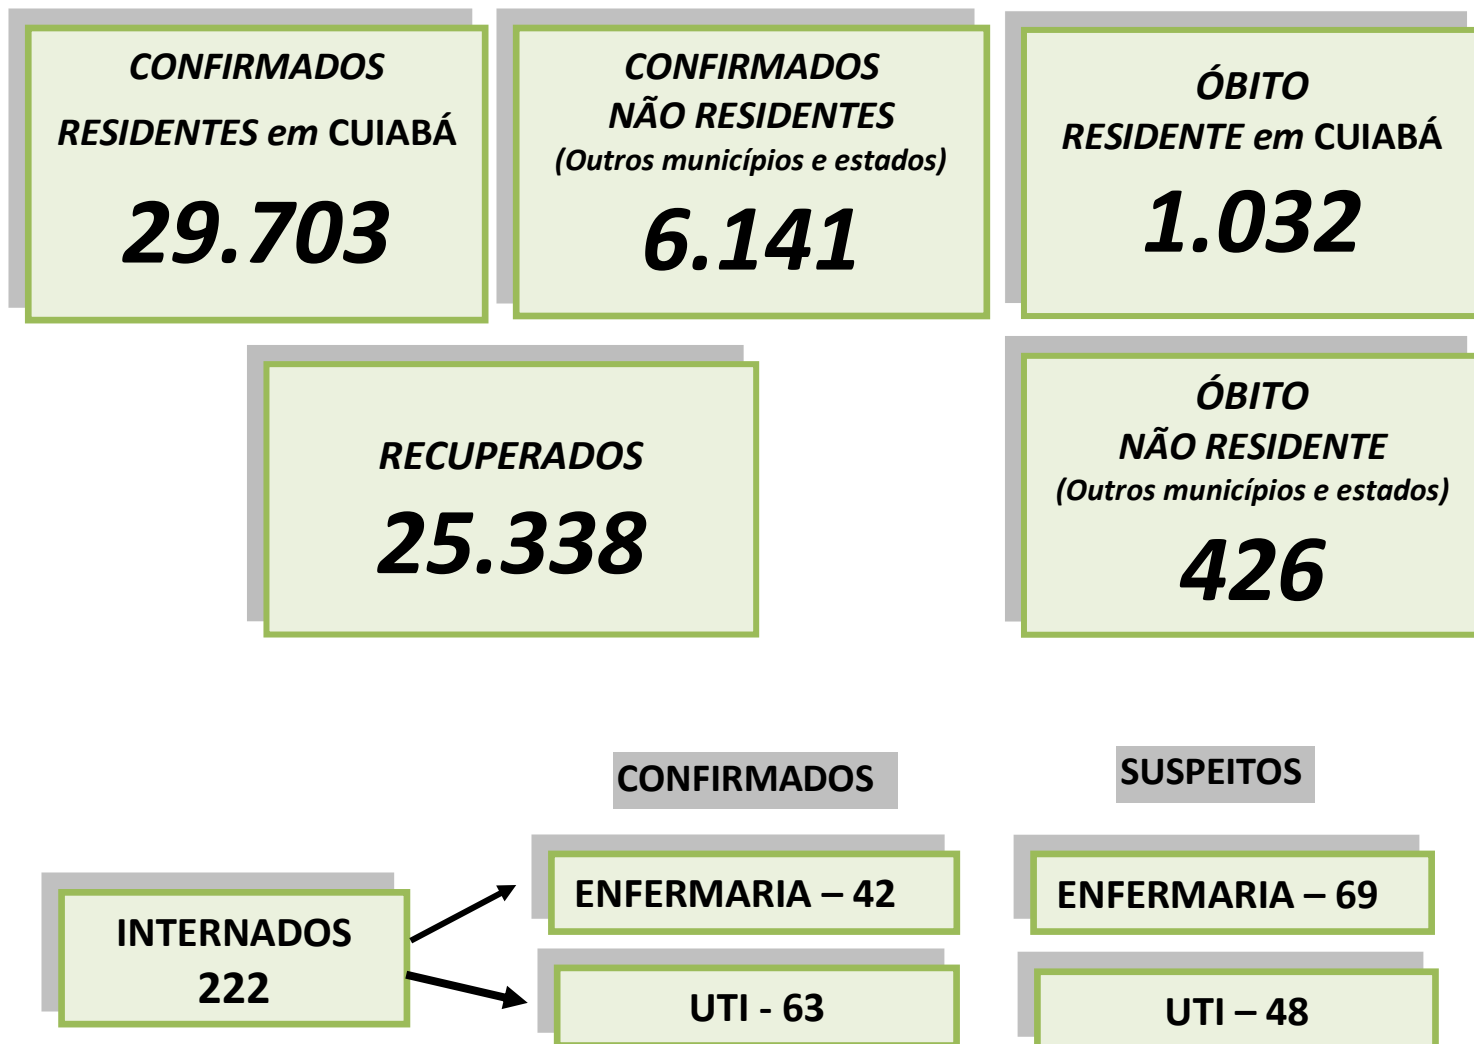 CONFIRMADOS
RESIDENTES em CUIABÁ
29.703
CONFIRMADOS
NÃO RESIDENTES
(Outros municípios e estados)
6.141
ÓBITO
RESIDENTE em CUIABÁ
1.032
RECUPERADOS
25.338
ÓBITO
NÃO RESIDENTE
(Outros municípios e estados)
426
CONFIRMADOS
SUSPEITOS
INTERNADOS
222
ENFERMARIA – 42
ENFERMARIA – 69
UTI - 63
UTI – 48